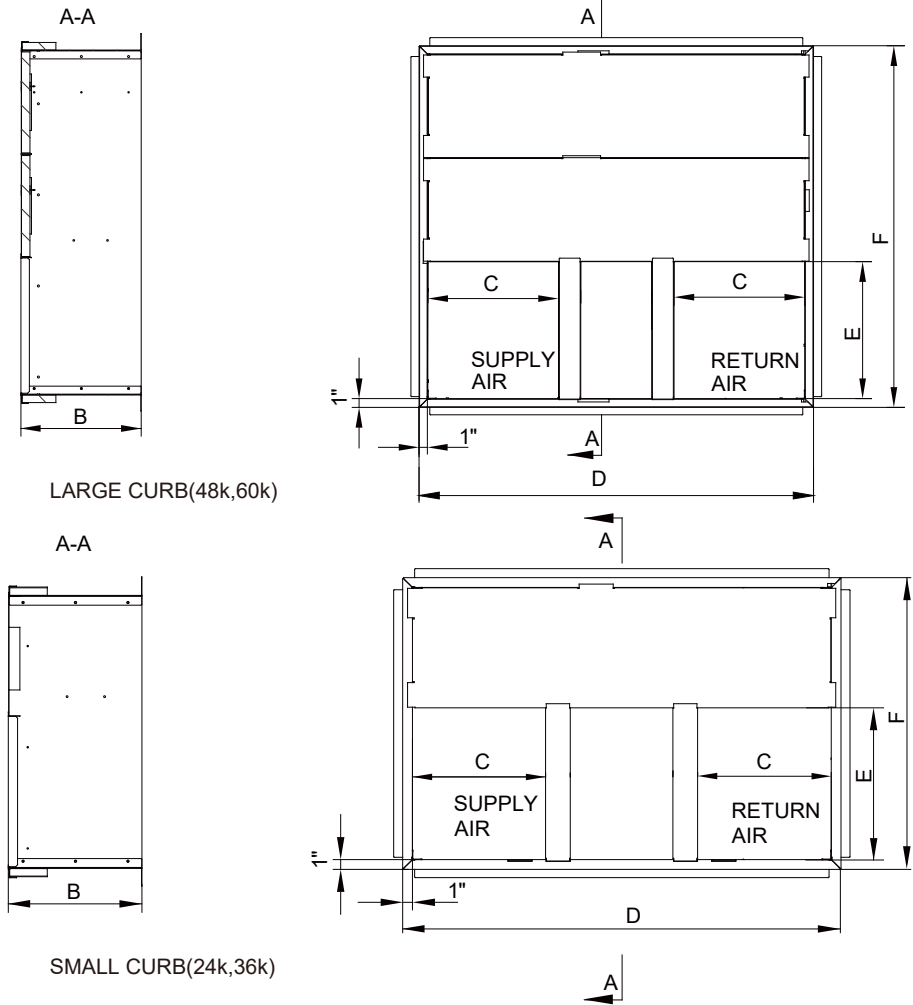 A-A
A
F
C
C
E
SUPPLY
AIR
RETURN
AIR
1"
B
1"
A
D
LARGE CURB(48k,60k)
A-A
A
F
C
C
E
SUPPLY
AIR
RETURN
AIR
1"
B
1"
D
SMALL CURB(24k,36k)
A